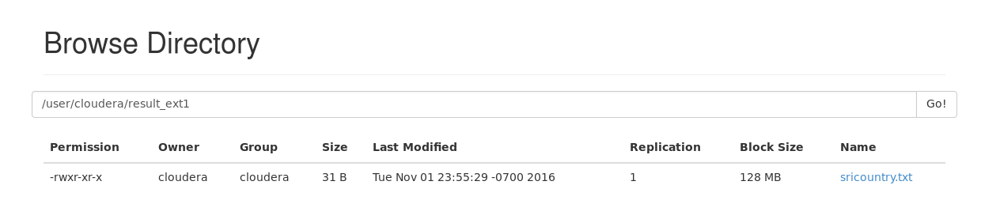 Browse Directory
/user/cloudera/result_ext1 Go!
Permission Owner Group Size Last Modified Replication Block Size Name
-rwxr-xr-x cloudera cloudera 31 B Tue Nov 01 23:55:29 -0700 2016 1 128 MB sricountry.txt